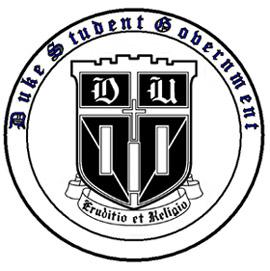 Duke Student Government
D U
Eruditio et Religio